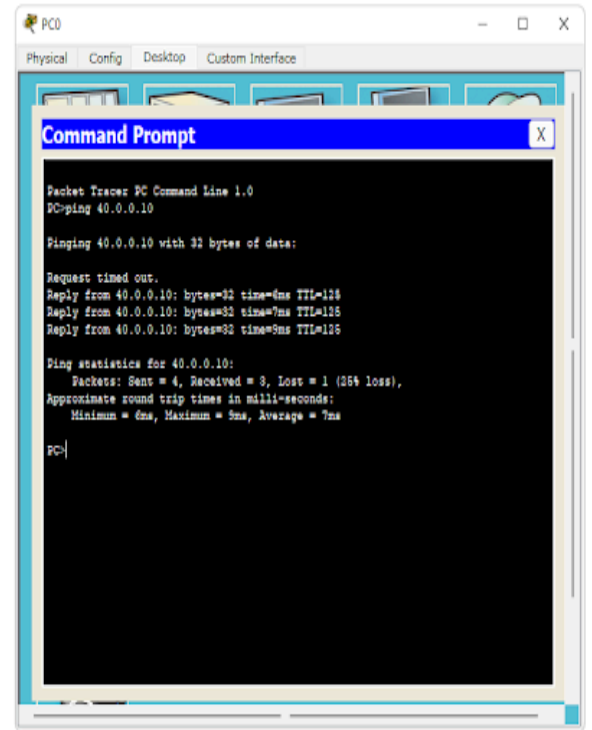 PC0
Physical Config Desktop Custom Interface
Command Prompt
X
Packet Tracer PC Command Line 1.0
PC>ping 40.0.0.10
Pinging 40.0.0.10 with 32 bytes of data:
Request timed out.
Reply from 40.0.0.10: bytes=32 time=6ms TTL=125
Reply from 40.0.0.10: bytes=32 time=7ms TTL=125
Reply from 40.0.0.10: bytes=32 time=9ms TTL=125
Ping statistics for 40.0.0.10:
Packets: Sent = 4, Received = 3, Lost = 1 (25% loss),
Approximate round trip times in milli-seconds:
Minimum = 6ms, Maximum = 9ms, Average = 7ms
PC>